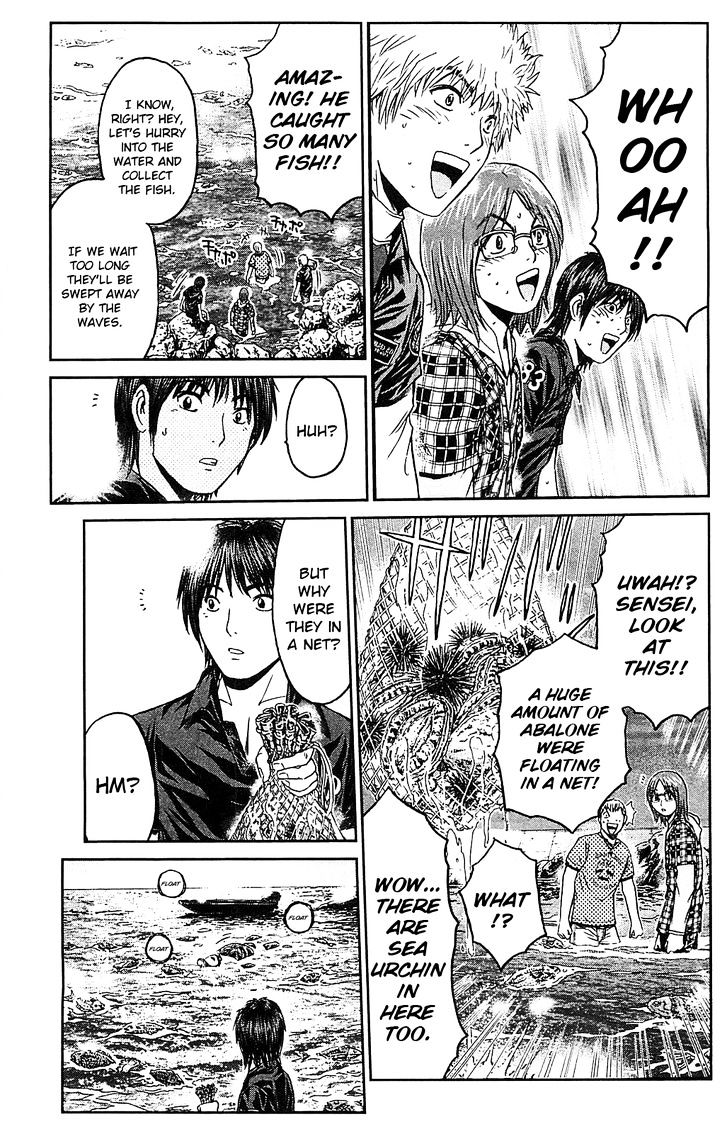 WH
OO
AH
!!
83
AMAZ-
ING! HE
CAUGHT
SO MANY
FISH!!
I KNOW,
RIGHT? HEY,
LET'S HURRY
INTO THE
WATER AND
COLLECT
THE FISH.
IF WE WAIT
TOO LONG
THEY'LL BE
SWEPT AWAY
BY THE
WAVES.
HUH?
UWAH!?
SENSEI,
LOOK
AT
THIS!!
A HUGE
AMOUNT OF
ABALONE
WERE
FLOATING
IN A NET!
WHAT
!?
WOW...
THERE
ARE
SEA
URCHIN
IN
HERE
TOO.
BUT
WHY
WERE
THEY IN
A NET?
HM?
FLOAT
FLOAT
FLOAT